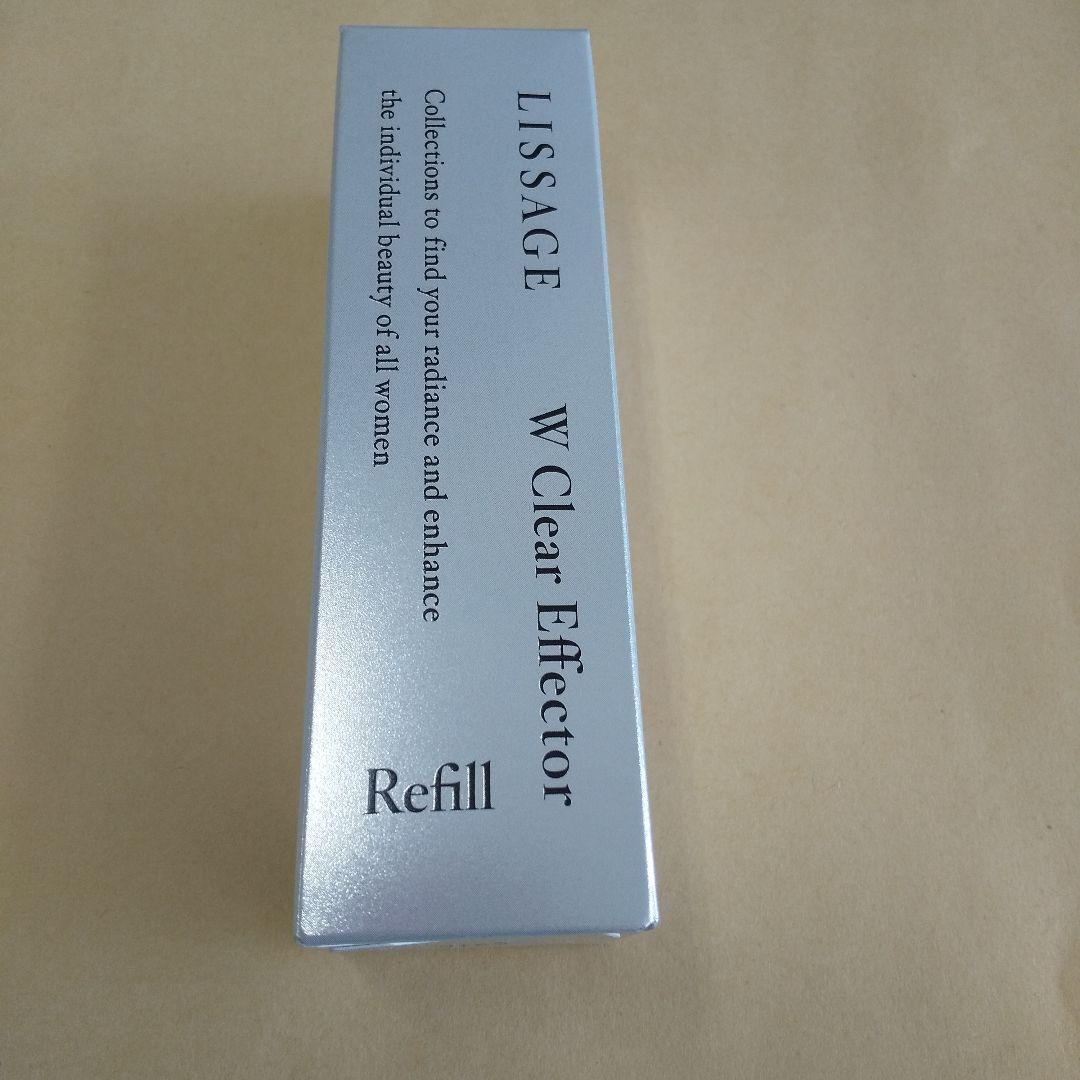 LISSAGE W Clear Effector
Collections to find your radiance and enhance
the individual beauty of all women
Refill